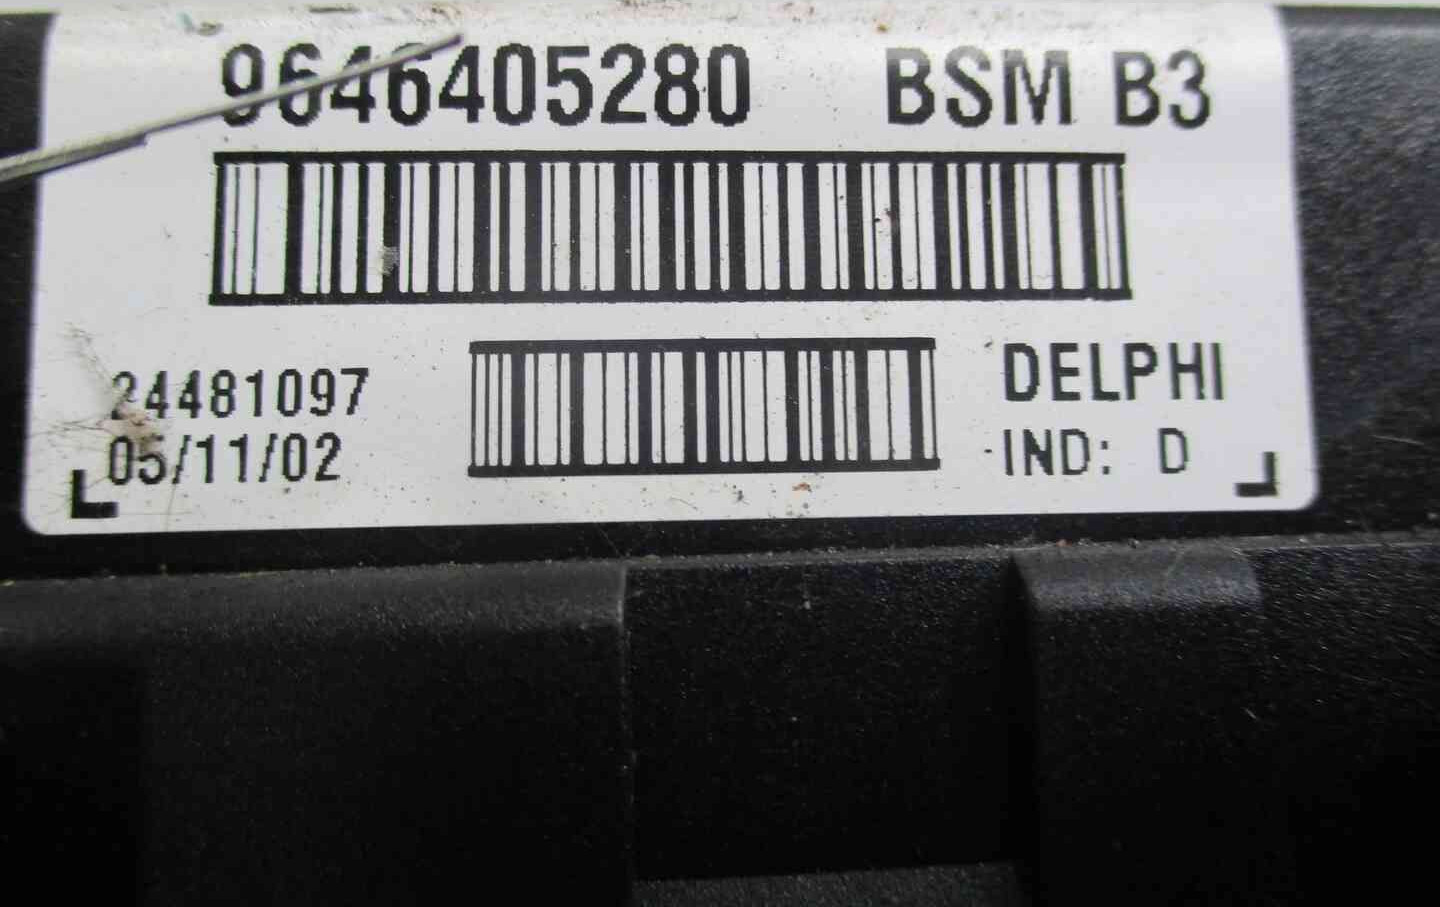 9646405280 BSM B3
24481097 DELPHI
05/11/02 IND: D